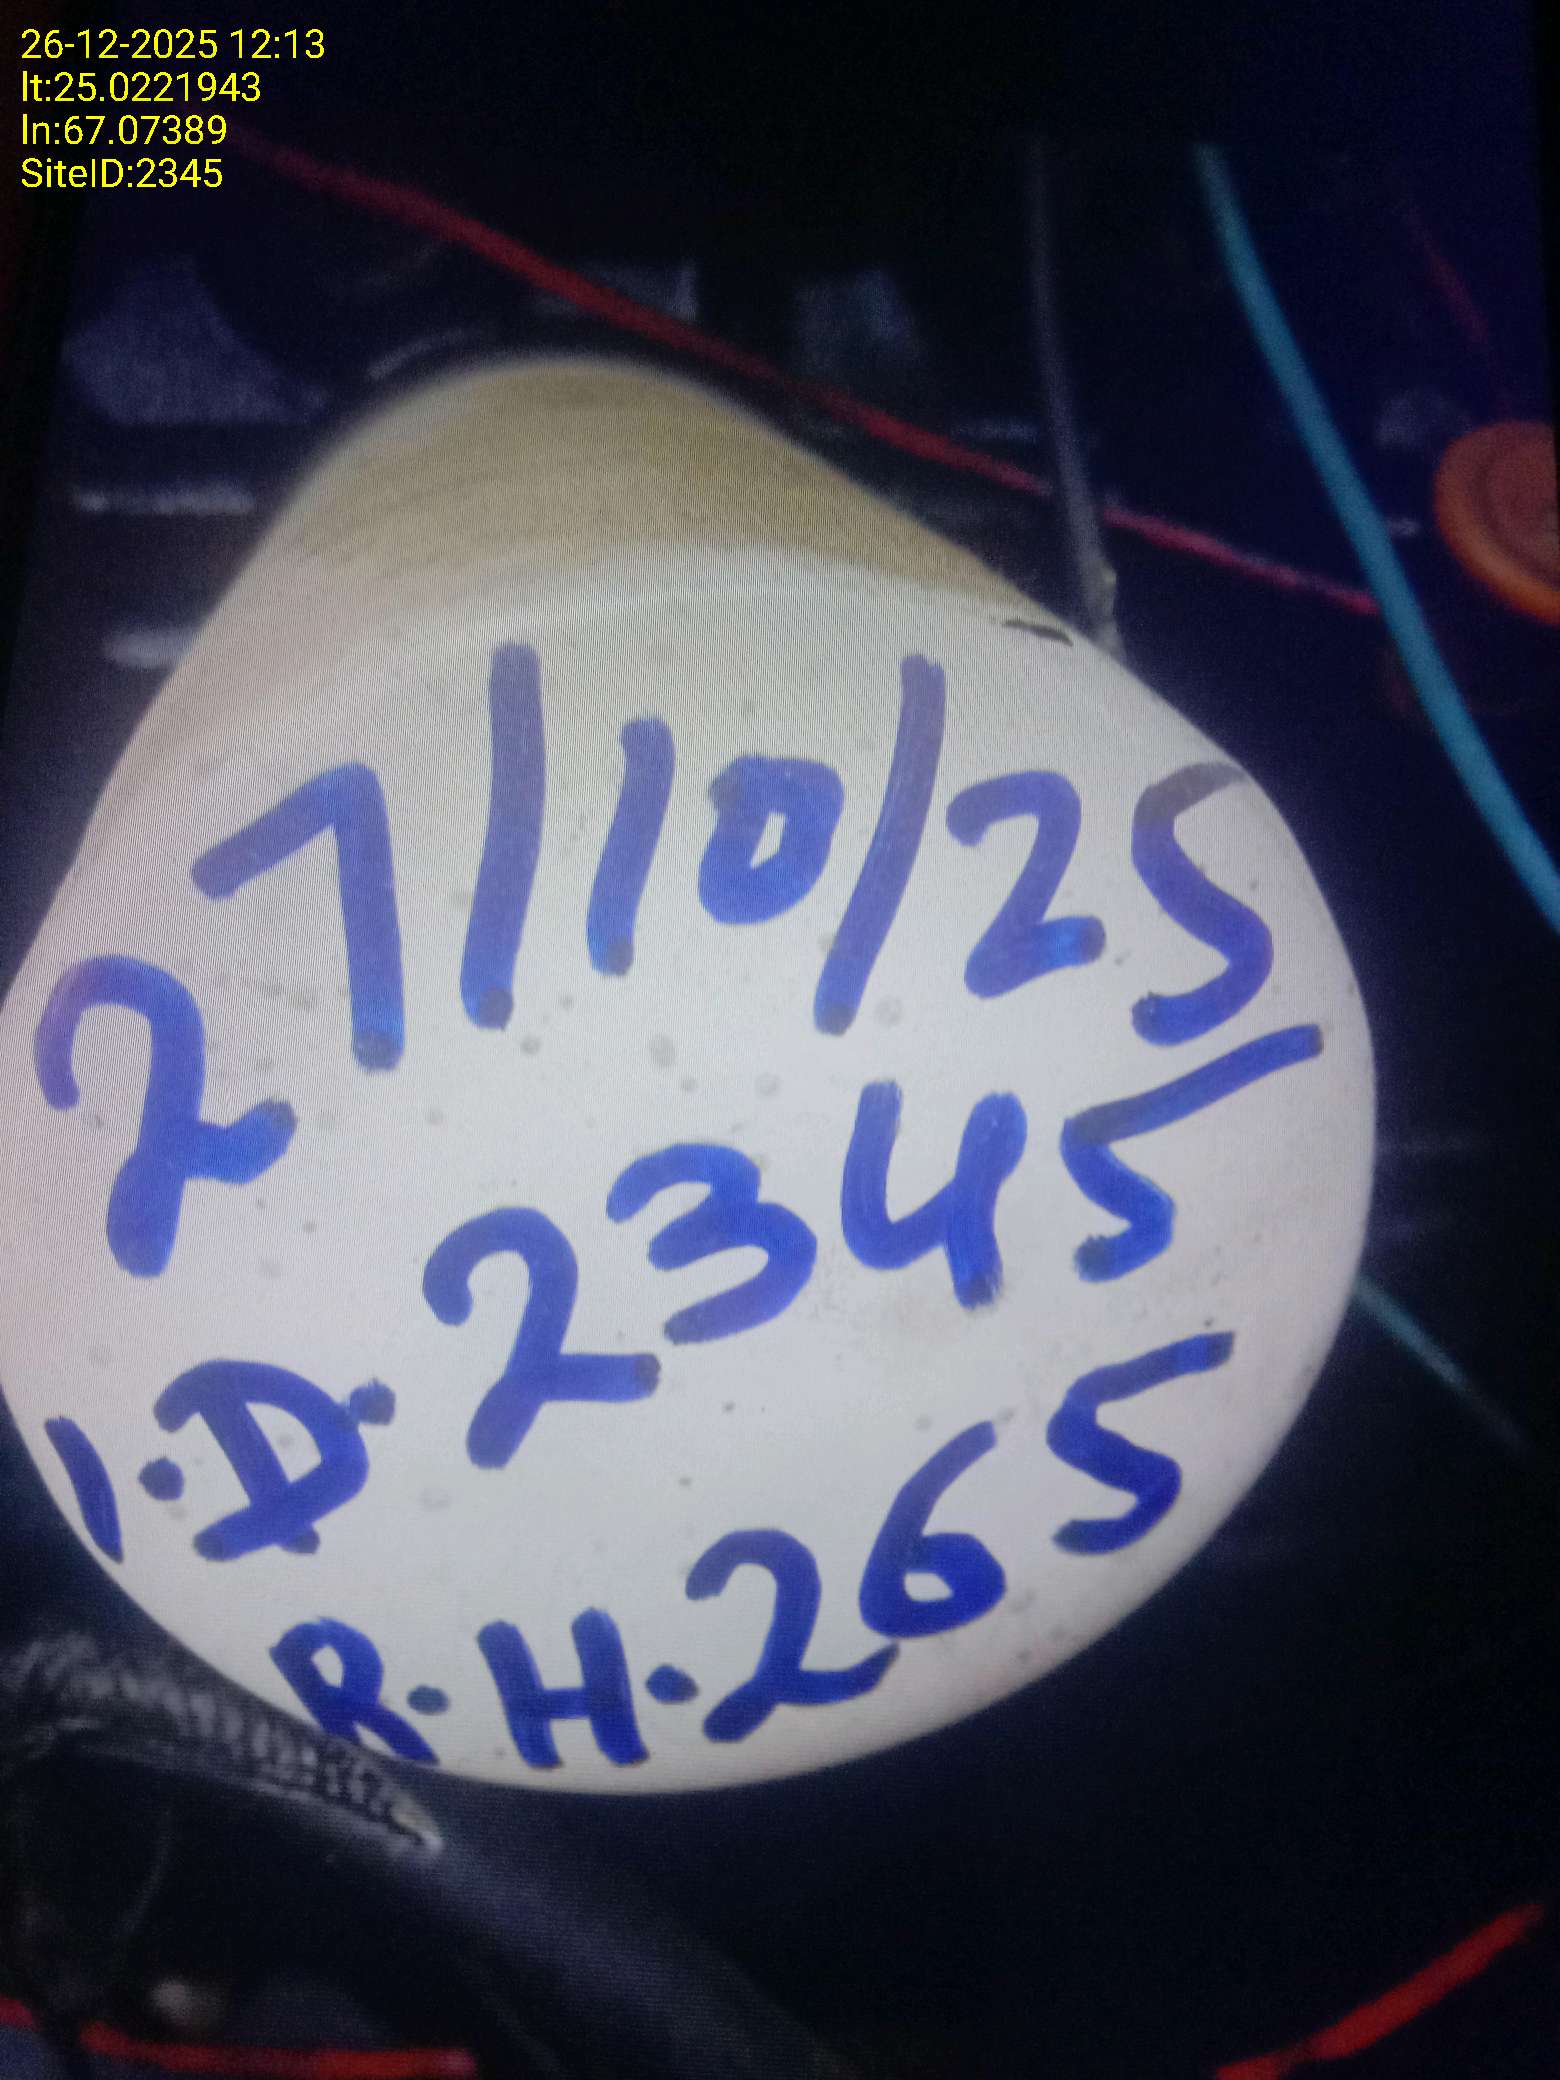 26-12-2025 12:13
lt:25.0221943
ln:67.07389
SiteID:2345
27/10/25
I.D. 2345
R.H. 265